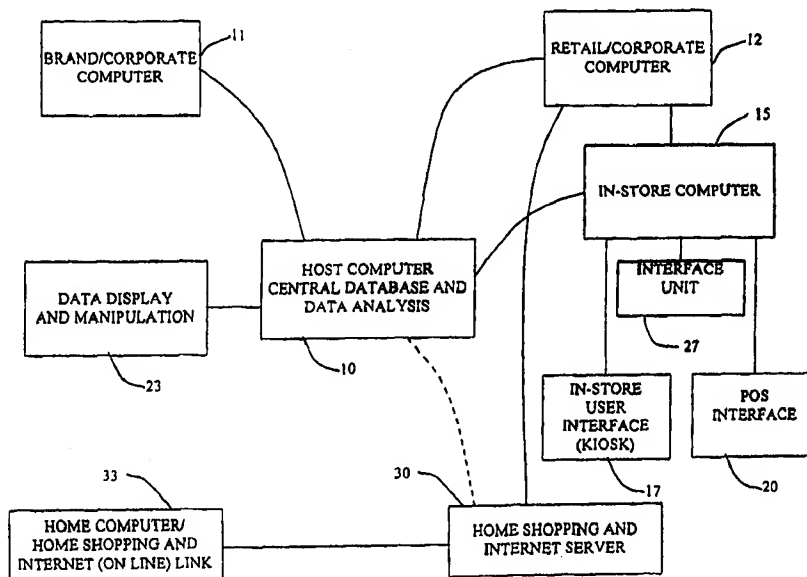 11
BRAND/CORPORATE
COMPUTER
RETAIL/CORPORATE
COMPUTER
12
15
IN-STORE COMPUTER
HOST COMPUTER
CENTRAL DATABASE AND
DATA ANALYSIS
10
DATA DISPLAY
AND MANIPULATION
23
INTERFACE
UNIT
27
IN-STORE
USER
INTERFACE
(KIOSK)
17
POS
INTERFACE
20
33
HOME COMPUTER/
HOME SHOPPING AND
INTERNET (ON LINE) LINK
30
HOME SHOPPING AND
INTERNET SERVER